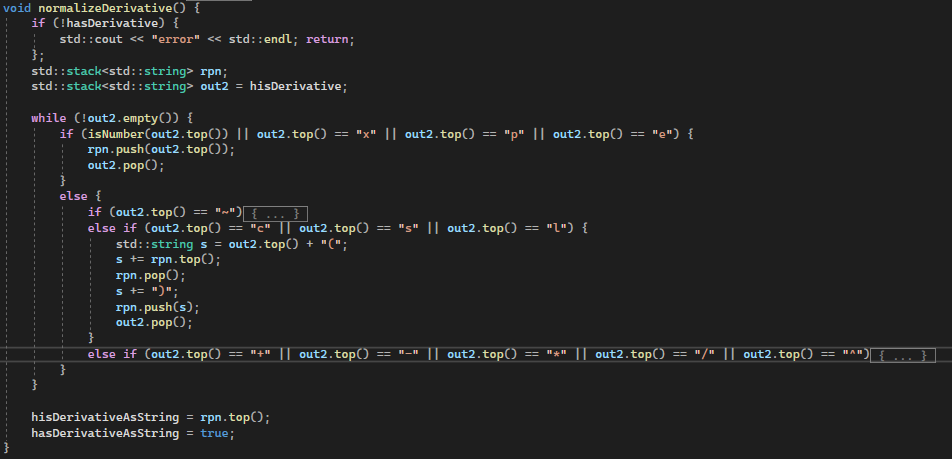 void normalizeDerivative() {
    if (!hasDerivative) {
        std::cout << "error" << std::endl; return;
    };
    std::stack<std::string> rpn;
    std::stack<std::string> out2 = hisDerivative;

    while (!out2.empty()) {
        if (isNumber(out2.top()) || out2.top() == "x" || out2.top() == "p" || out2.top() == "e") {
            rpn.push(out2.top());
            out2.pop();
        }
        else {
            if (out2.top() == "~") { ... }
            else if (out2.top() == "c" || out2.top() == "s" || out2.top() == "l") {
                std::string s = out2.top() + "(";
                s += rpn.top();
                rpn.pop();
                s += ")";
                rpn.push(s);
                out2.pop();
            }
            else if (out2.top() == "+" || out2.top() == "-" || out2.top() == "*" || out2.top() == "/" || out2.top() == "^") { ... }
        }
    }

    hisDerivativeAsString = rpn.top();
    hasDerivativeAsString = true;
}